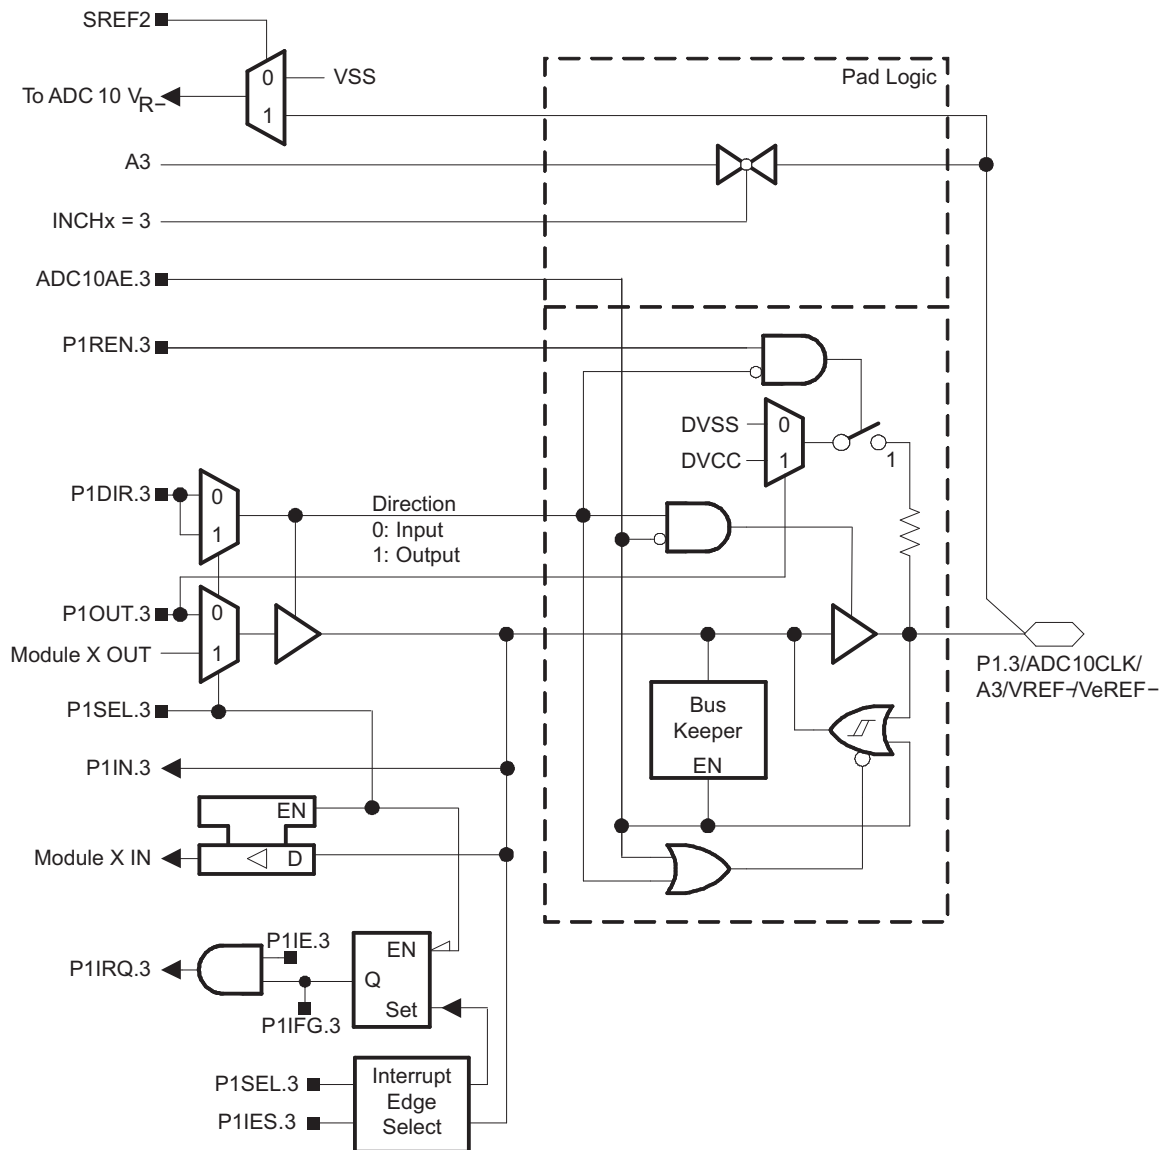 SREF2
0
VSS
To ADC 10 VR−
1
Pad Logic
A3
INCHx = 3
ADC10AE.3
P1REN.3
DVSS
0
DVCC
1
1
P1DIR.3
0
1
Direction
0: Input
1: Output
P1OUT.3
0
Module X OUT
1
P1.3/ADC10CLK/
A3/VREF−/VeREF−
P1SEL.3
Bus
Keeper
EN
P1IN.3
EN
Module X IN
D
P1IE.3
P1IRQ.3
EN
Q
Set
P1IFG.3
P1SEL.3
P1IES.3
Interrupt
Edge
Select